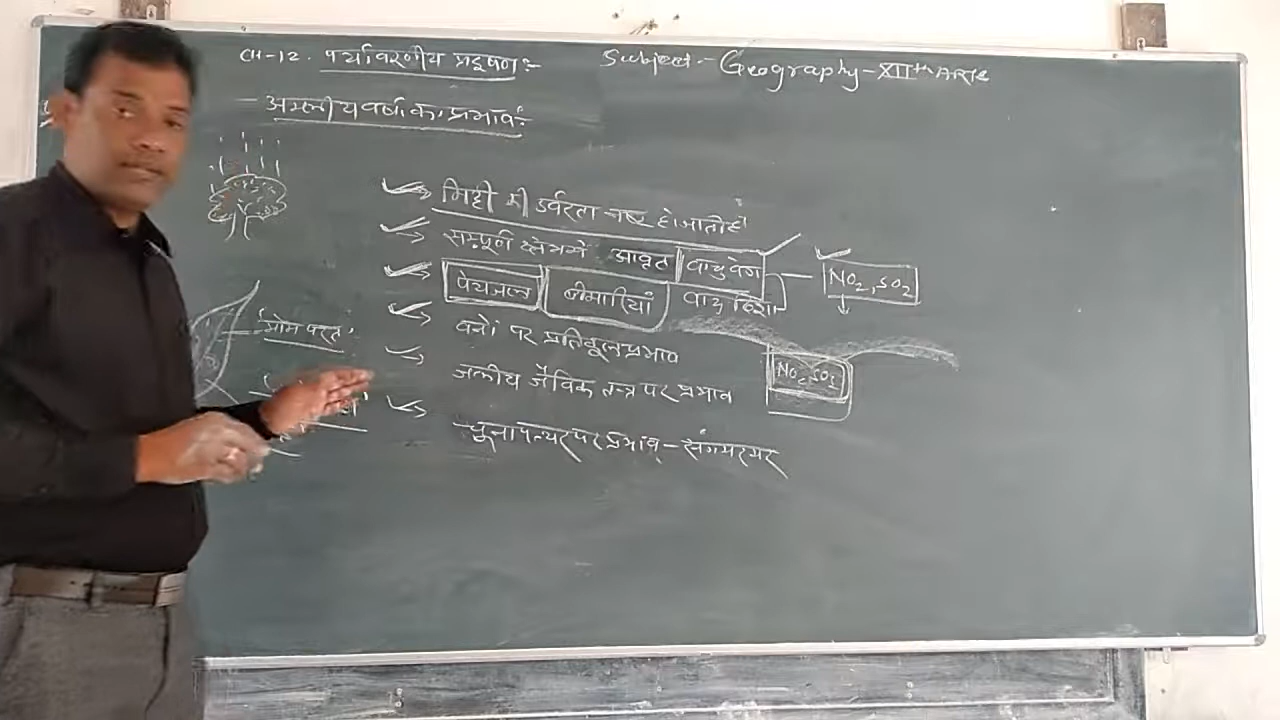 CH-12. पर्यावरणीय प्रदूषण:- Subject:- Geography-XIIth Arts
- अम्लीय वर्षा का प्रभाव:
मिट्टी की उर्वरता नष्ट हो जाती है
सम्पूर्ण क्षेत्र में आवृत वायु वेग - NO2, SO2
पेयजल बीमारियां वायु दिशा
वनों पर प्रतिकूल प्रभाव
'मोम परत'
NO2, SO2
जलीय जैविक तन्त्र पर प्रभाव
चूना पत्थर पर प्रभाव - संगमरमर